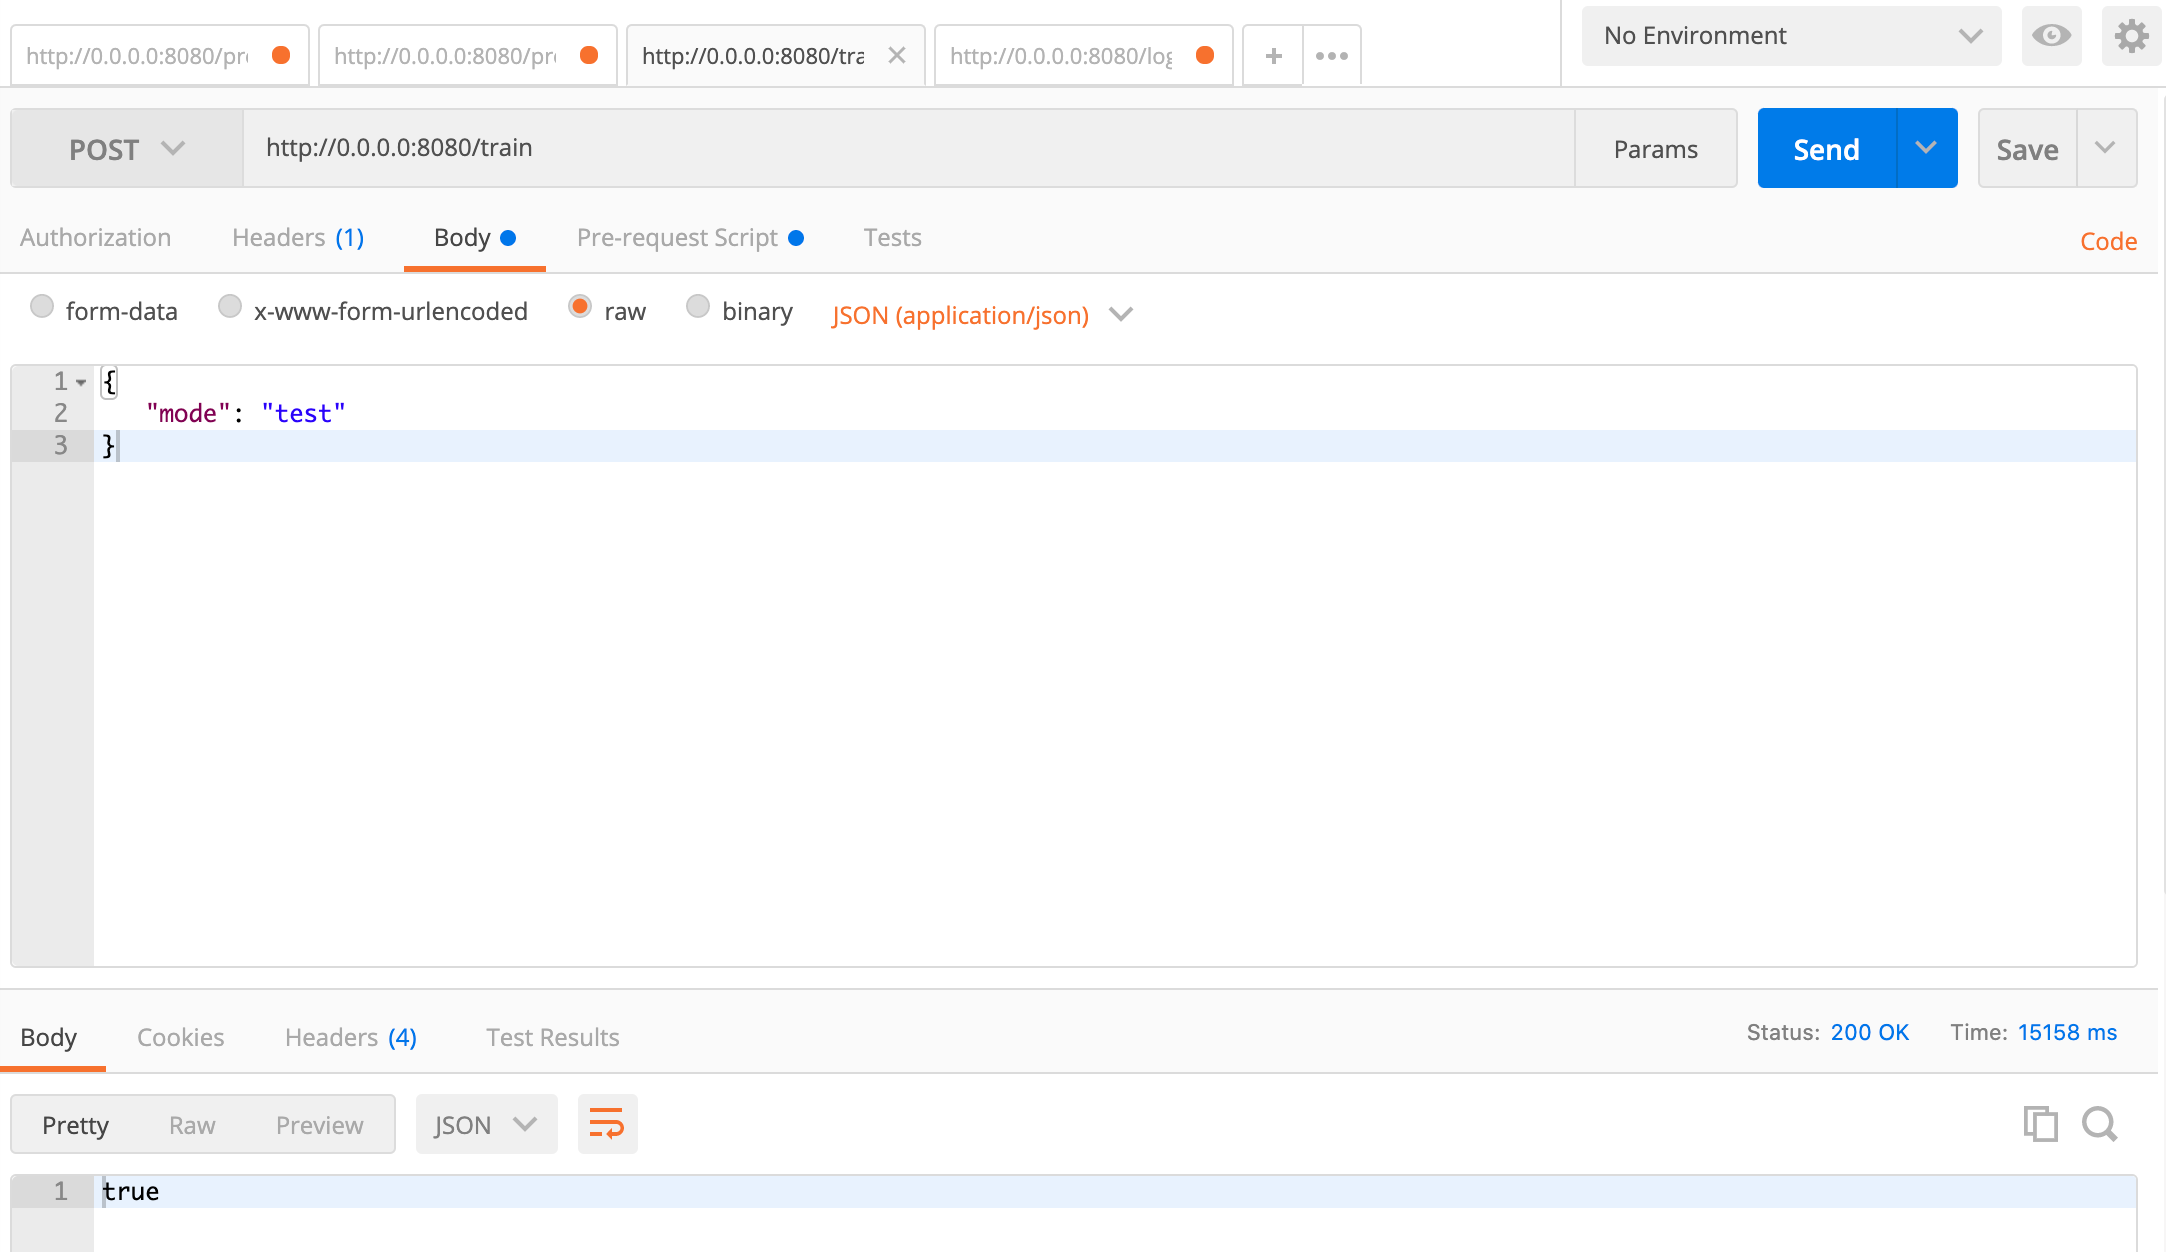 http://0.0.0.0:8080/pr
http://0.0.0.0:8080/pr
http://0.0.0.0:8080/tra
http://0.0.0.0:8080/log
No Environment
POST
http://0.0.0.0:8080/train
Params
Send
Save
Authorization
Headers (1)
Body
Pre-request Script
Tests
Code
form-data
x-www-form-urlencoded
raw
binary
JSON (application/json)
1 {
2 "mode": "test"
3 }
Body
Cookies
Headers (4)
Test Results
Status: 200 OK
Time: 15158 ms
Pretty
Raw
Preview
JSON
1 true